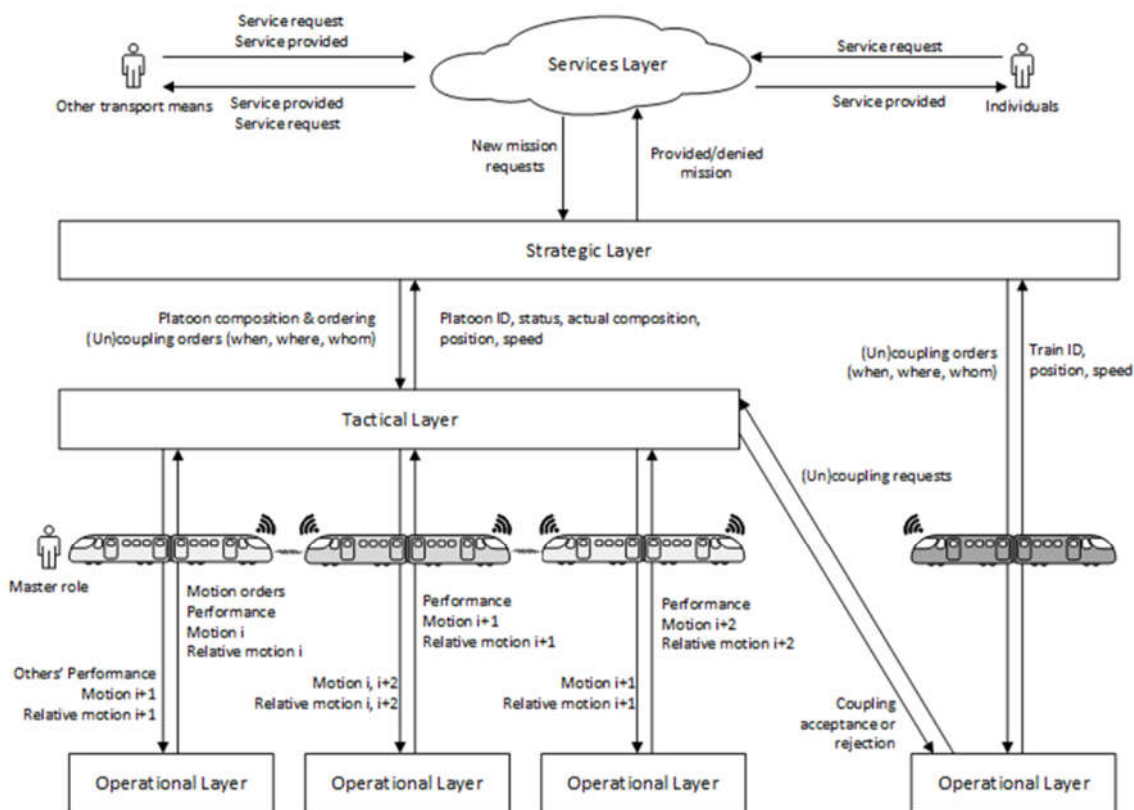 Service request
Service provided
Service provided
Service request
Other transport means
Services Layer
Service request
Service provided
Individuals
New mission
requests
Provided/denied
mission
Strategic Layer
Platoon composition & ordering
(Un)coupling orders (when, where, whom)
Platoon ID, status, actual composition,
position, speed
(Un)coupling orders
(when, where, whom)
Train ID,
position, speed
Tactical Layer
(Un)coupling requests
Master role
Motion orders
Performance
Motion i
Relative motion i
Others' Performance
Motion i+1
Relative motion i+1
Performance
Motion i+1
Relative motion i+1
Motion i, i+2
Relative motion i, i+2
Performance
Motion i+2
Relative motion i+2
Motion i+1
Relative motion i+1
Coupling
acceptance or
rejection
Operational Layer
Operational Layer
Operational Layer
Operational Layer